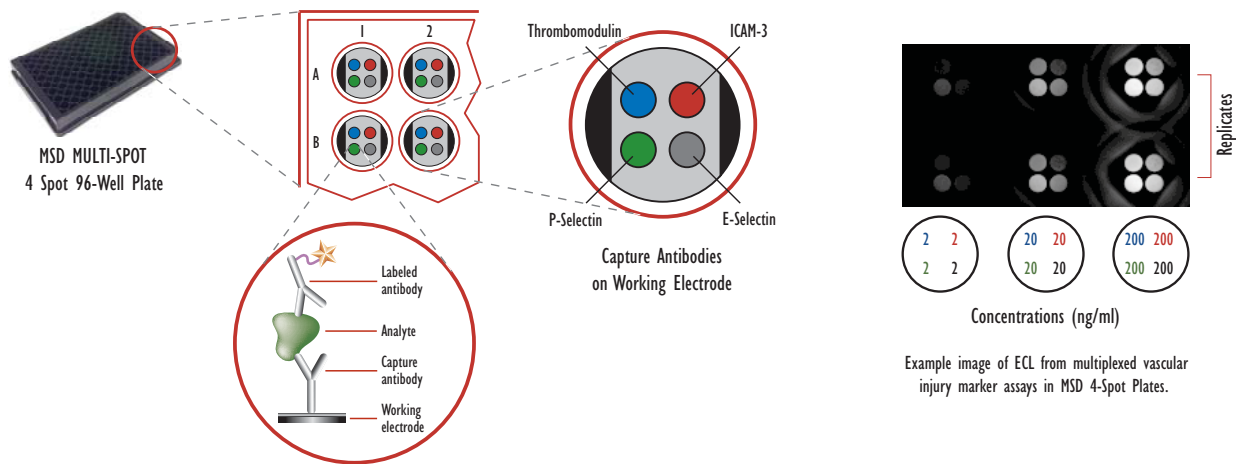 MSD MULTI-SPOT
4 Spot 96-Well Plate
1 2
A
B
Labeled
antibody
Analyte
Capture
antibody
Working
electrode
Thrombomodulin
ICAM-3
P-Selectin
E-Selectin
Capture Antibodies
on Working Electrode
Replicates
2 2
2 2
20 20
20 20
200 200
200 200
Concentrations (ng/ml)
Example image of ECL from multiplexed vascular
injury marker assays in MSD 4-Spot Plates.